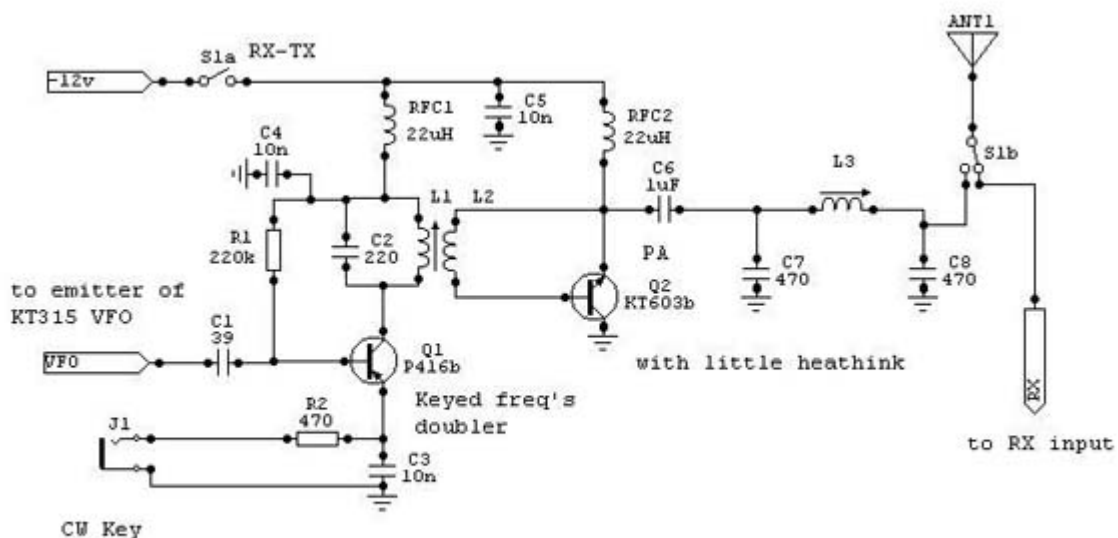 ANT1
RX-TX
S1a
-12v
RFC1
22uH
C5
10n
RFC2
22uH
C4
10n
C6
1uF
L3
S1b
L1
L2
R1
220k
C2
220
PA
C7
470
C8
470
Q2
KT603b
to emitter of
KT315 VFO
C1
39
VFO
Q1
P416b
with little heathink
RX
Keyed freq's
doubler
R2
470
J1
C3
10n
to RX input
CW Key